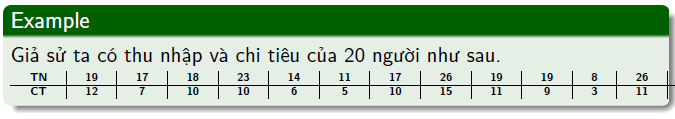 Example
Giả sử ta có thu nhập và chi tiêu của 20 người như sau.
TN 19 17 18 23 14 11 17 26 19 19 8 26
CT 12 7 10 10 6 5 10 15 11 9 3 11